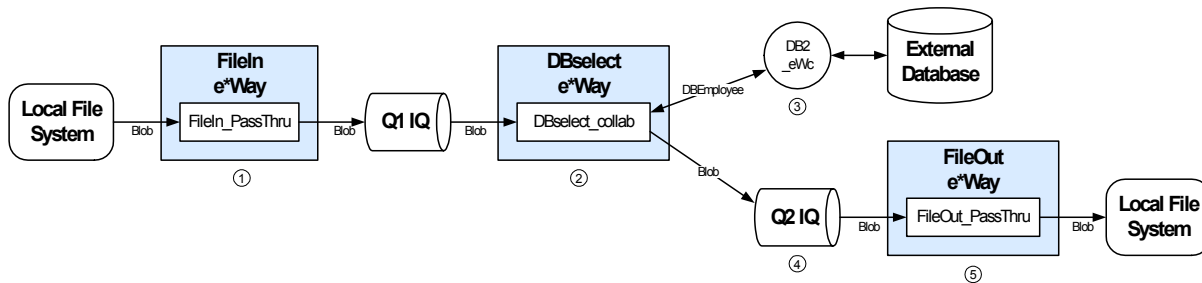 Local File
System
Blob
FileIn
e*Way
FileIn_PassThru
①
Blob
Q1 IQ
Blob
DBselect
e*Way
DBselect_collab
②
DBEmployee
DB2
_eWc
③
External
Database
Blob
Q2 IQ
④
Blob
FileOut
e*Way
FileOut_PassThru
⑤
Blob
Local File
System